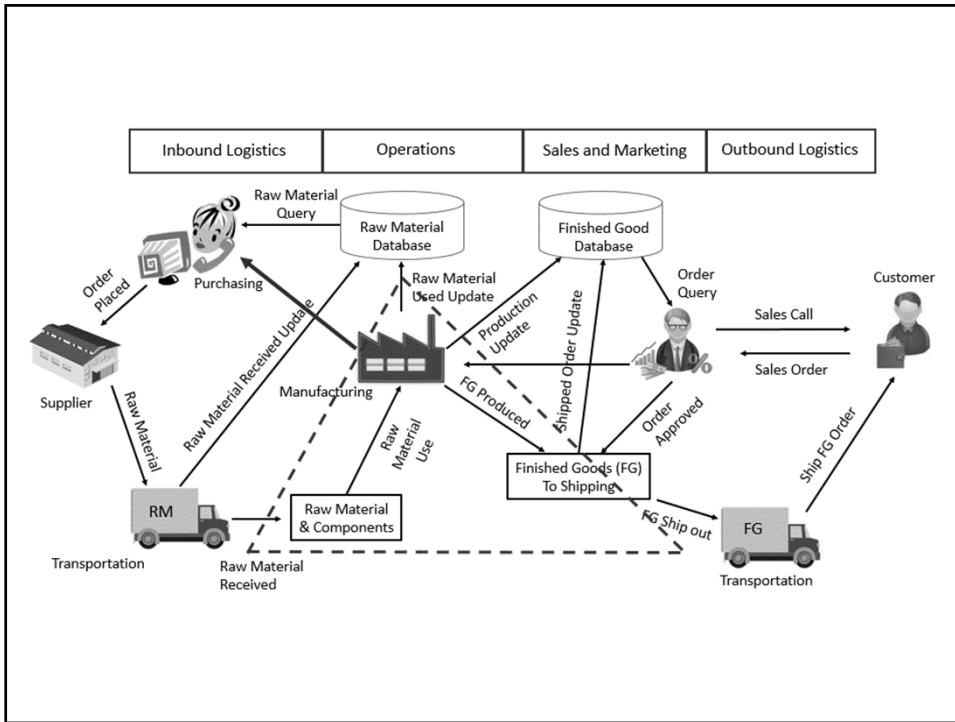 Inbound Logistics
Operations
Sales and Marketing
Outbound Logistics
Raw Material
Query
Raw Material
Database
Finished Good
Database
Order
Query
Customer
Purchasing
Order
Placed
Raw Material
Used Update
Production
Update
Shipped Order Update
Sales Call
Sales Order
Supplier
Raw Material
Raw Material Received Update
Manufacturing
FG Produced
Order
Approved
Raw
Material
Use
Finished Goods (FG)
To Shipping
Ship FG Order
RM
Raw Material
& Components
FG Ship out
FG
Transportation
Raw Material
Received
Transportation